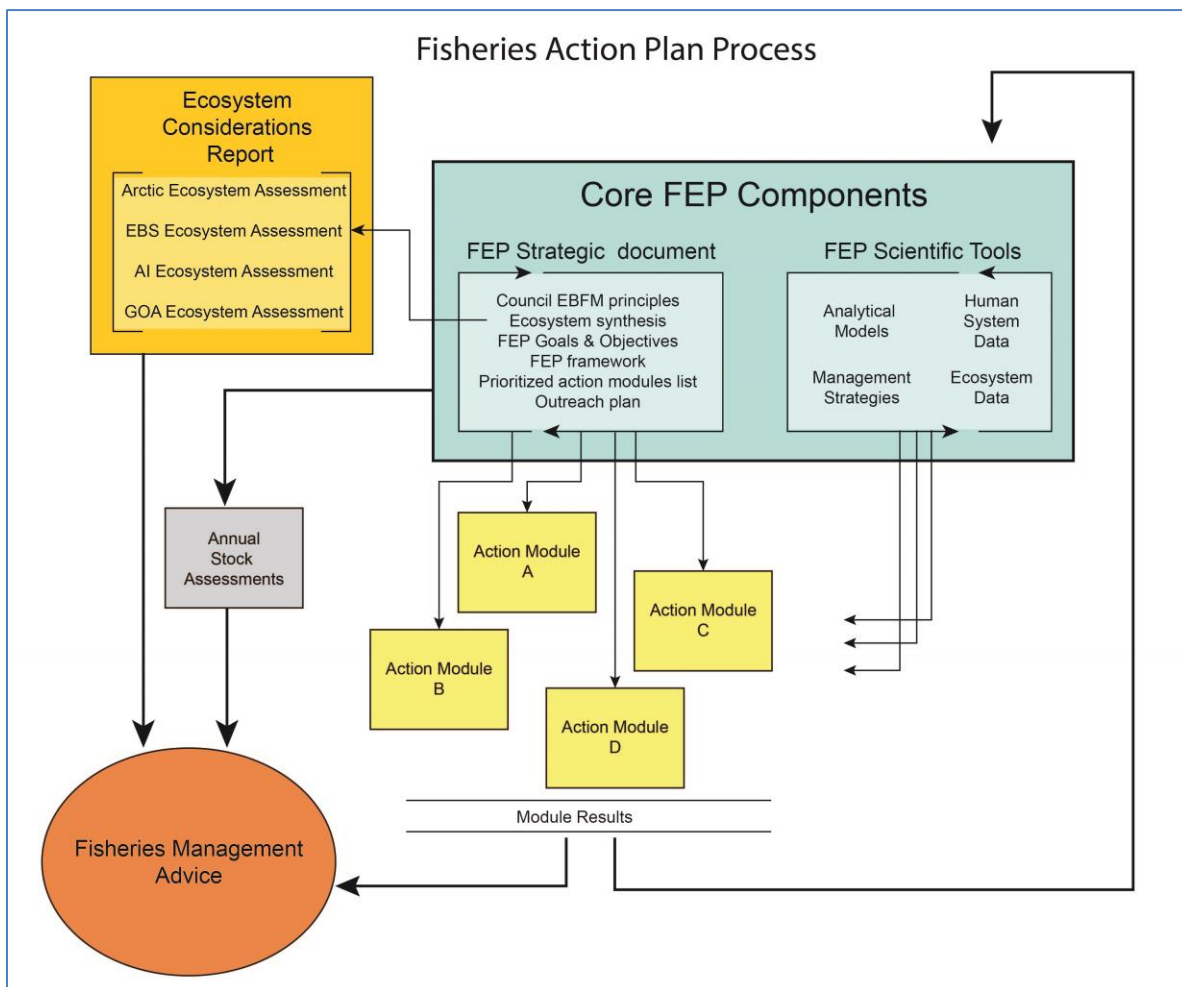 Fisheries Action Plan Process
Ecosystem
Considerations
Report
Arctic Ecosystem Assessment
EBS Ecosystem Assessment
AI Ecosystem Assessment
GOA Ecosystem Assessment
Core FEP Components
FEP Strategic document
Council EBFM principles
Ecosystem synthesis
FEP Goals & Objectives
FEP framework
Prioritized action modules list
Outreach plan
FEP Scientific Tools
Analytical
Models
Human
System
Data
Management
Strategies
Ecosystem
Data
Annual
Stock
Assessments
Action Module
A
Action Module
B
Action Module
C
Action Module
D
Module Results
Fisheries Management
Advice